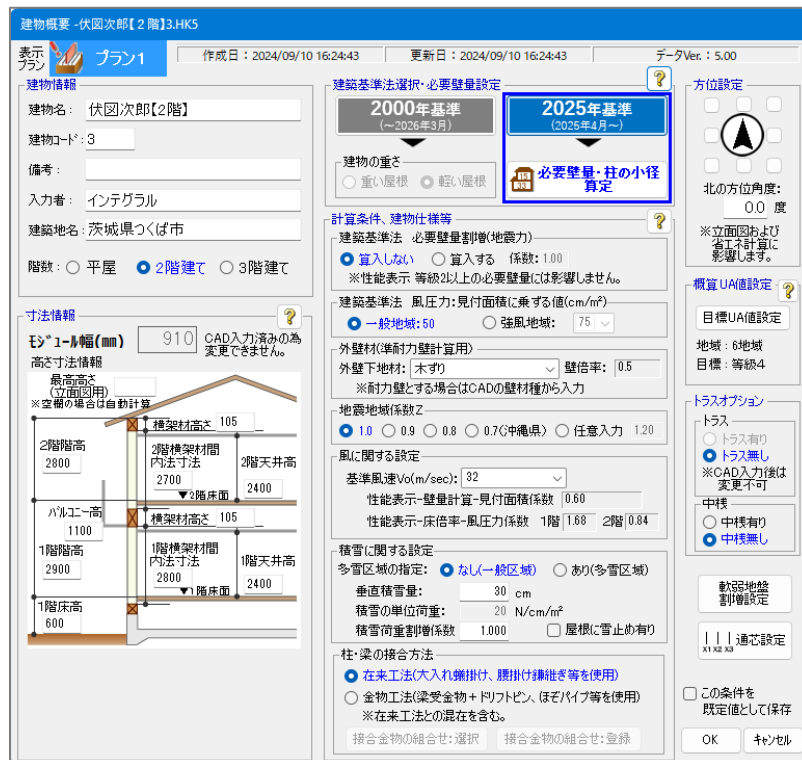 建物概要 -伏図次郎【２階】3.HK5
表示プラン
プラン1
作成日：2024/09/10 16:24:43
更新日：2024/09/10 16:24:43
データVer.：5.00
建物情報
建物名： 伏図次郎【2階】
建物コード：3
備考：
入力者： インテグラル
建築地名：茨城県つくば市
階数： 平屋 2階建て 3階建て
寸法情報
?
モジュール幅(mm) 910 CAD入力済みの為
変更できません。
高さ寸法情報
最高高さ
(立面図用)
※空欄の場合は自動計算
横架材高さ 105
2階階高
2800
2階横架材間
内法寸法
2700
2階天井高
2400
▼2階床面
バルコニー高
1100
横架材高さ 105
1階階高
2900
1階横架材間
内法寸法
2800
1階天井高
2400
▼1階床面
1階床高
600
建築基準法選択・必要壁量設定
?
2000年基準
(～2026年3月)
2025年基準
(2025年4月～)
建物の重さ
重い屋根 軽い屋根
15
33
必要壁量・柱の小径
算定
計算条件、建物仕様等
?
建築基準法 必要壁量割増(地震力)
算入しない 算入する 係数：1.00
※性能表示 等級2以上の必要壁量には影響しません。
建築基準法 風圧力：見付面積に乗ずる値(cm/m²)
一般地域：50 強風地域： 75
外壁材(準耐力壁計算用)
外壁下地材： 木ずり 壁倍率： 0.5
※耐力壁とする場合はCADの壁材種から入力
地震地域係数Z
1.0 0.9 0.8 0.7(沖縄県) 任意入力 1.20
風に関する設定
基準風速Vo(m/sec)： 32
性能表示-壁量計算-見付面積係数 0.60
性能表示-床倍率-風圧力係数 1階 1.68 2階 0.84
積雪に関する設定
多雪区域の指定： なし(一般区域) あり(多雪区域)
垂直積雪量： 30 cm
積雪の単位荷重： 20 N/cm/m²
積雪荷重割増係数 1.000 屋根に雪止め有り
柱・梁の接合方法
在来工法(大入れ蟻掛け、腰掛け鎌継ぎ等を使用)
金物工法(梁受金物＋ドリフトピン、ほぞパイプ等を使用)
※在来工法との混在を含む。
接合金物の組合せ：選択 接合金物の組合せ：登録
方位設定
北の方位角度：
0.0 度
※立面図および
省エネ計算に
影響します。
概算UA値設定
?
目標UA値設定
地域：6地域
目標：等級4
トラスオプション
トラス
トラス有り
トラス無し
※CAD入力後は
変更不可
中桟
中桟有り
中桟無し
軟弱地盤
割増設定
X1 X2 X3 通芯設定
この条件を
既定値として保存
OK キャンセル